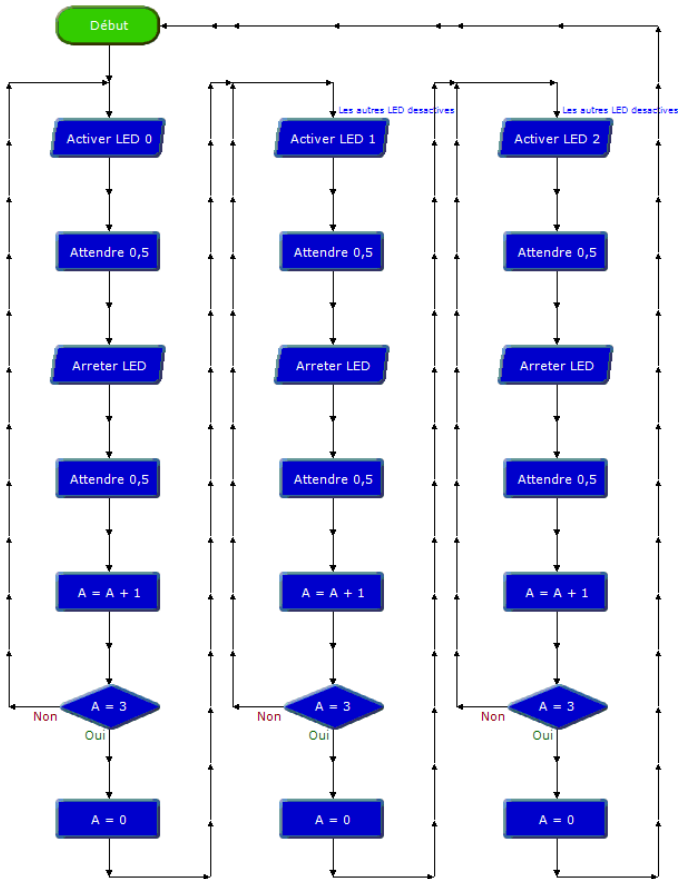 Début
Activer LED 0
Attendre 0,5
Arreter LED
Attendre 0,5
A = A + 1
A = 3
Non
Oui
A = 0
Les autres LED desactives
Activer LED 1
Attendre 0,5
Arreter LED
Attendre 0,5
A = A + 1
A = 3
Non
Oui
A = 0
Les autres LED desactives
Activer LED 2
Attendre 0,5
Arreter LED
Attendre 0,5
A = A + 1
A = 3
Non
Oui
A = 0